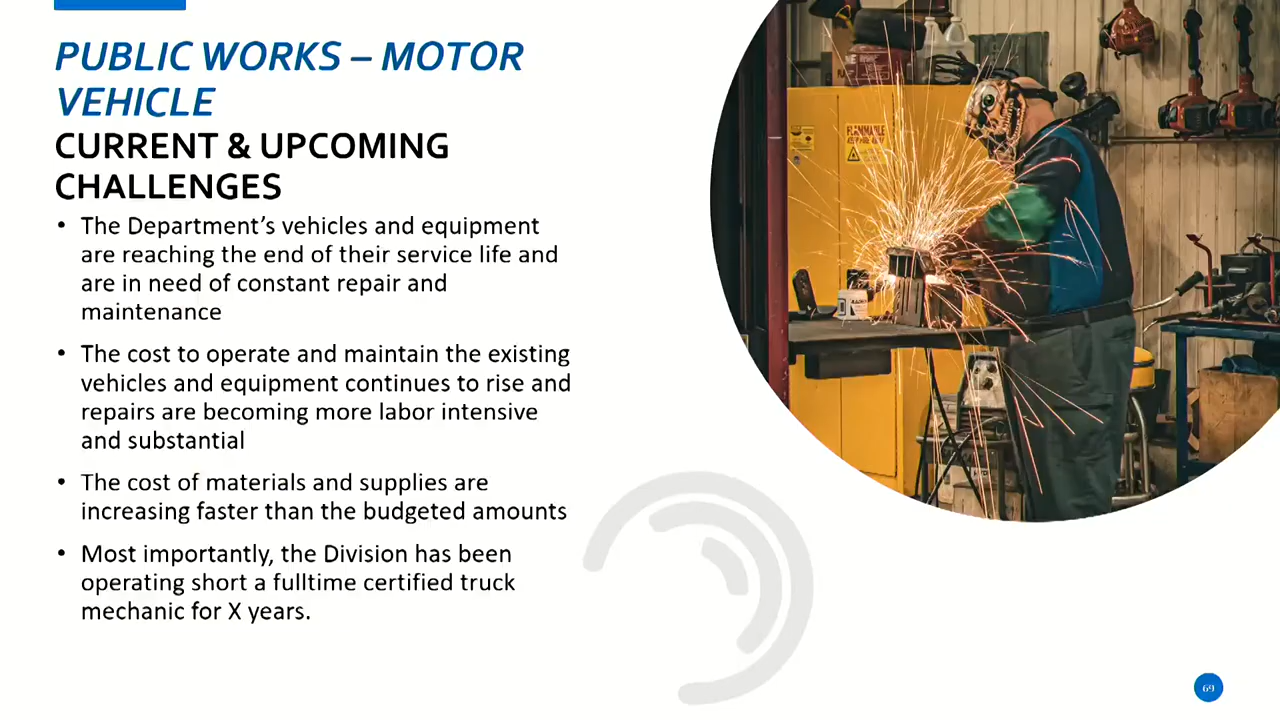 PUBLIC WORKS – MOTOR
VEHICLE
CURRENT & UPCOMING
CHALLENGES
• The Department’s vehicles and equipment
are reaching the end of their service life and
are in need of constant repair and
maintenance
• The cost to operate and maintain the existing
vehicles and equipment continues to rise and
repairs are becoming more labor intensive
and substantial
• The cost of materials and supplies are
increasing faster than the budgeted amounts
• Most importantly, the Division has been
operating short a fulltime certified truck
mechanic for X years.
FLAMMABLE
69